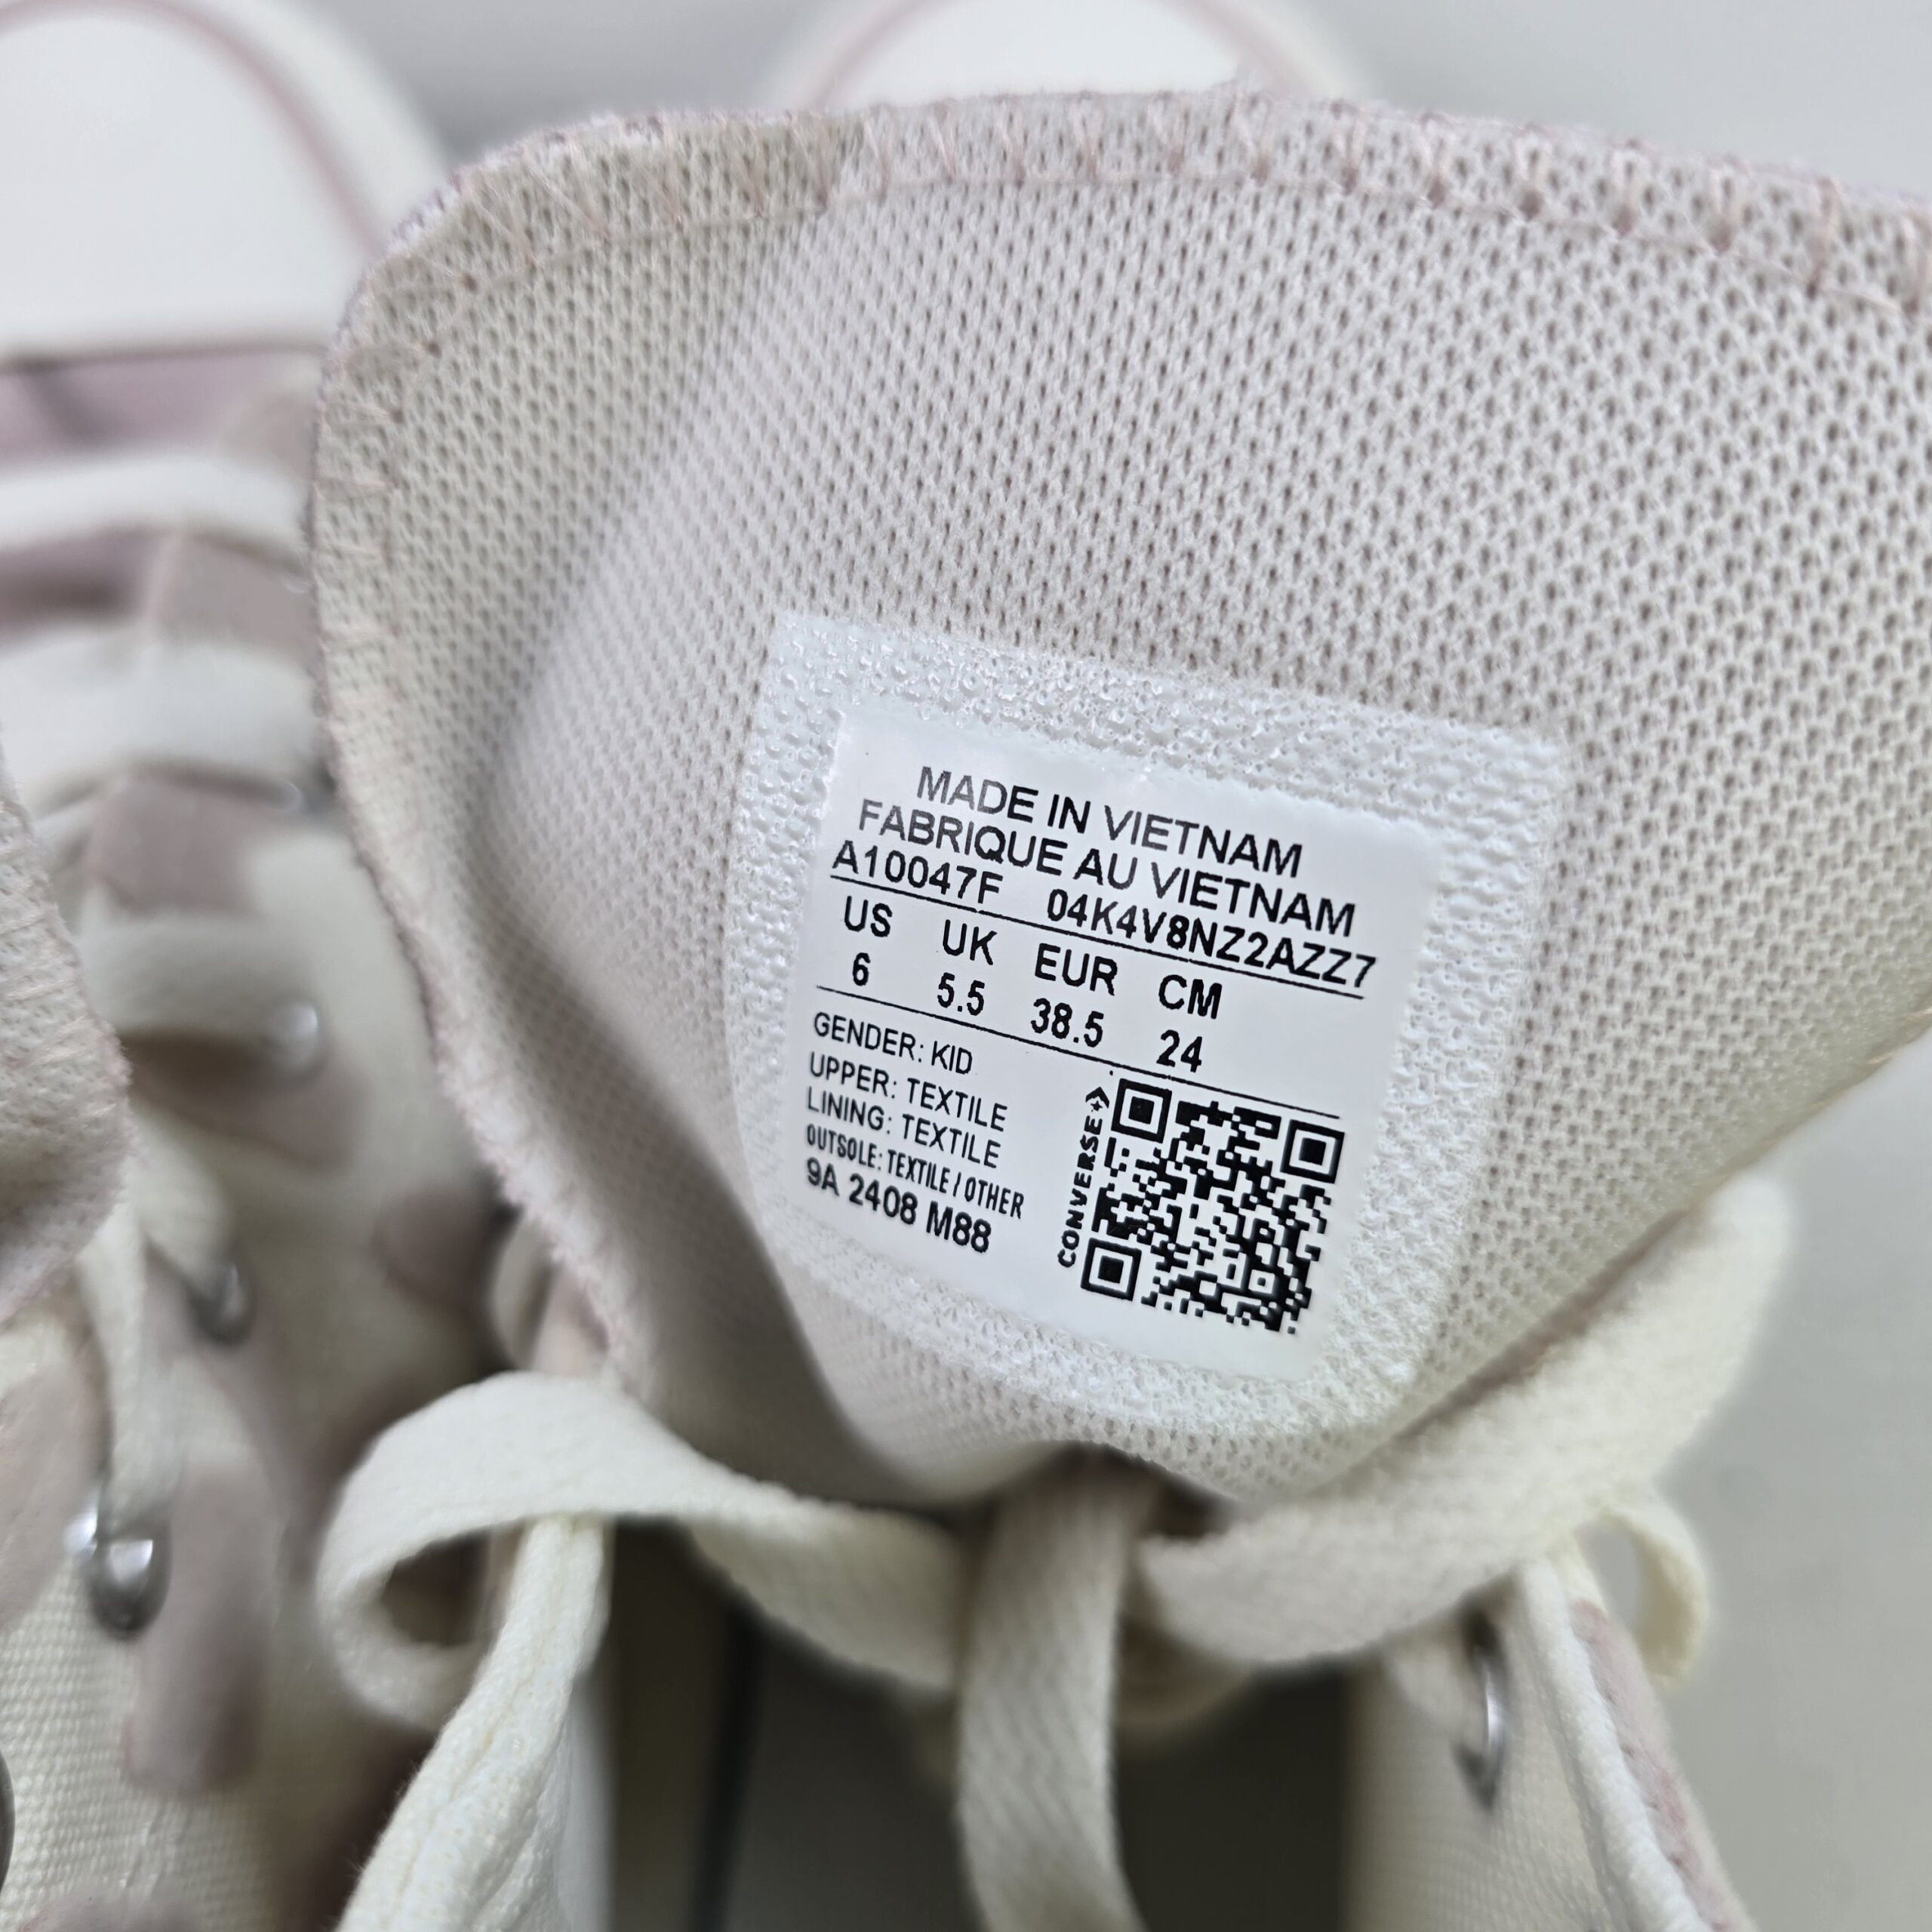 MADE IN VIETNAM
FABRIQUE AU VIETNAM
A10047F 04K4V8NZ2AZZ7
US UK EUR CM
6 5.5 38.5 24
GENDER: KID
UPPER: TEXTILE
LINING: TEXTILE
OUTSOLE: TEXTILE / OTHER
9A 2408 M88
CONVERSE